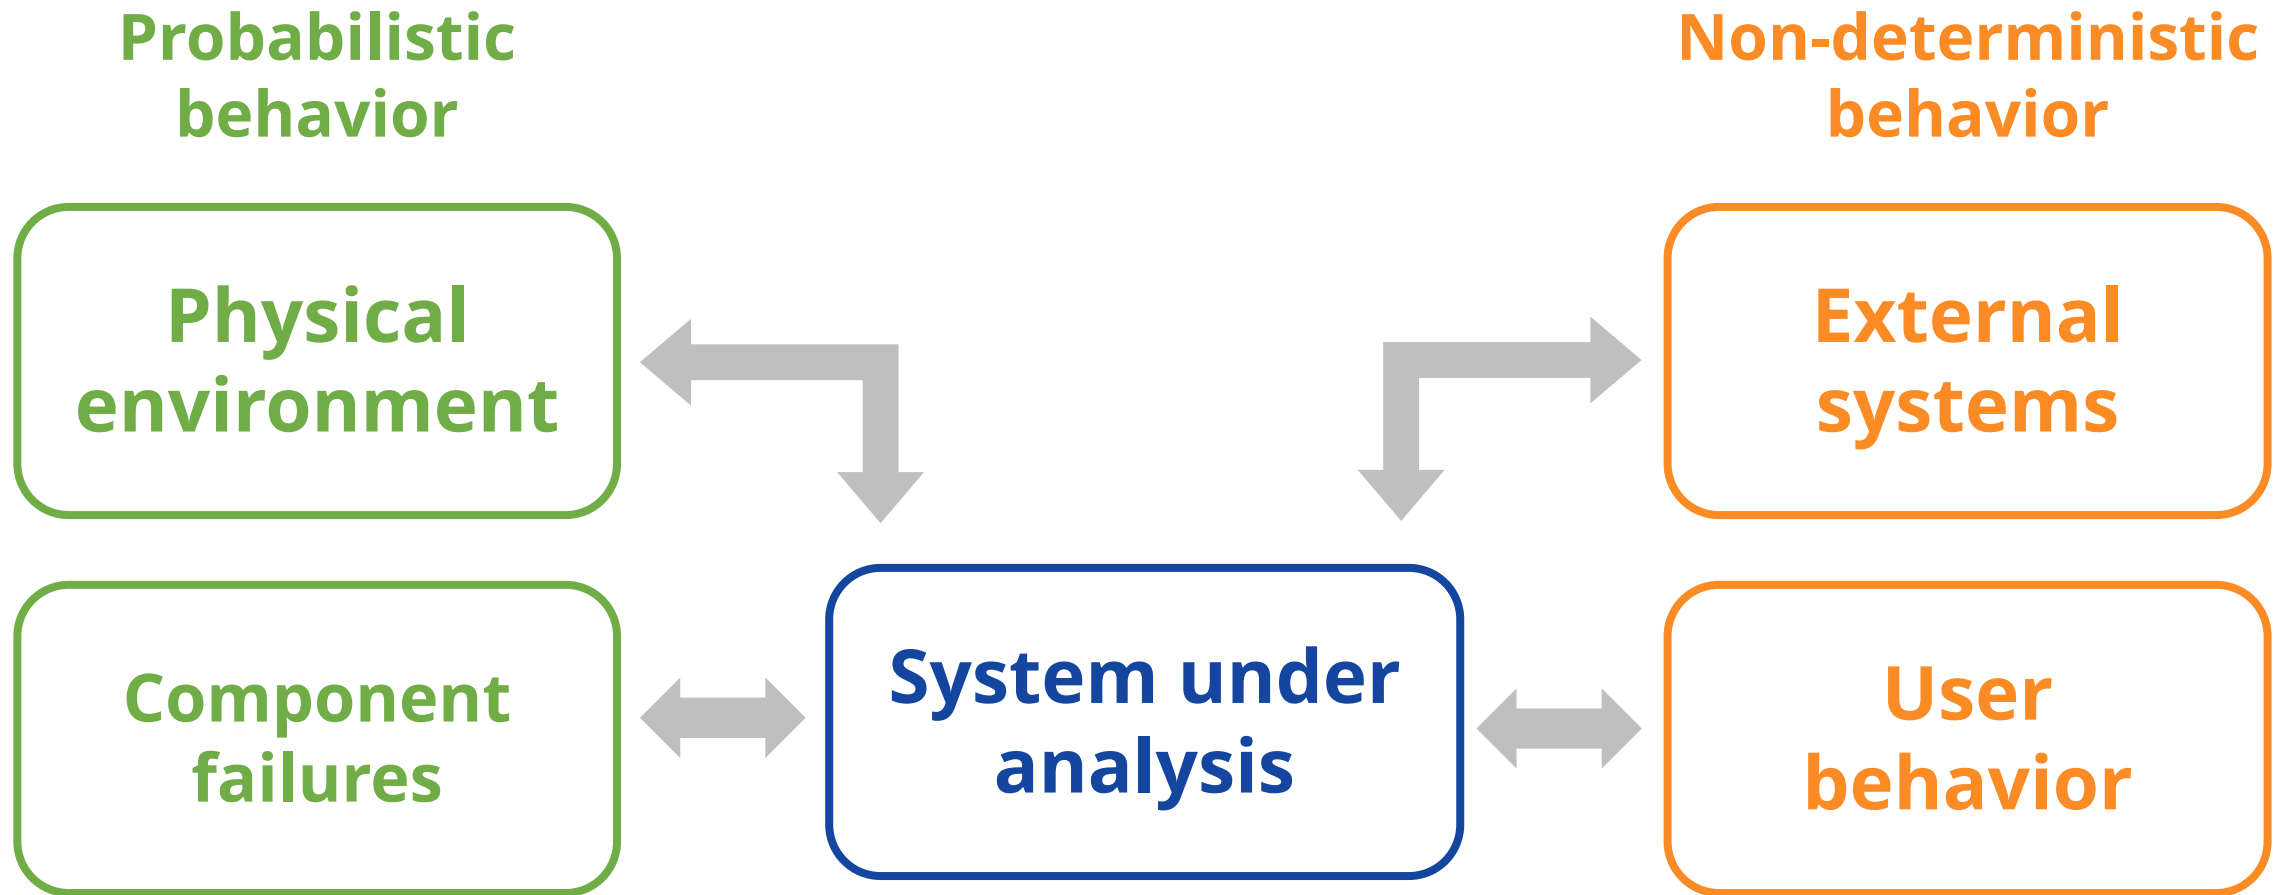 Probabilistic
behavior
Non-deterministic
behavior
Physical
environment
External
systems
Component
failures
System under
analysis
User
behavior